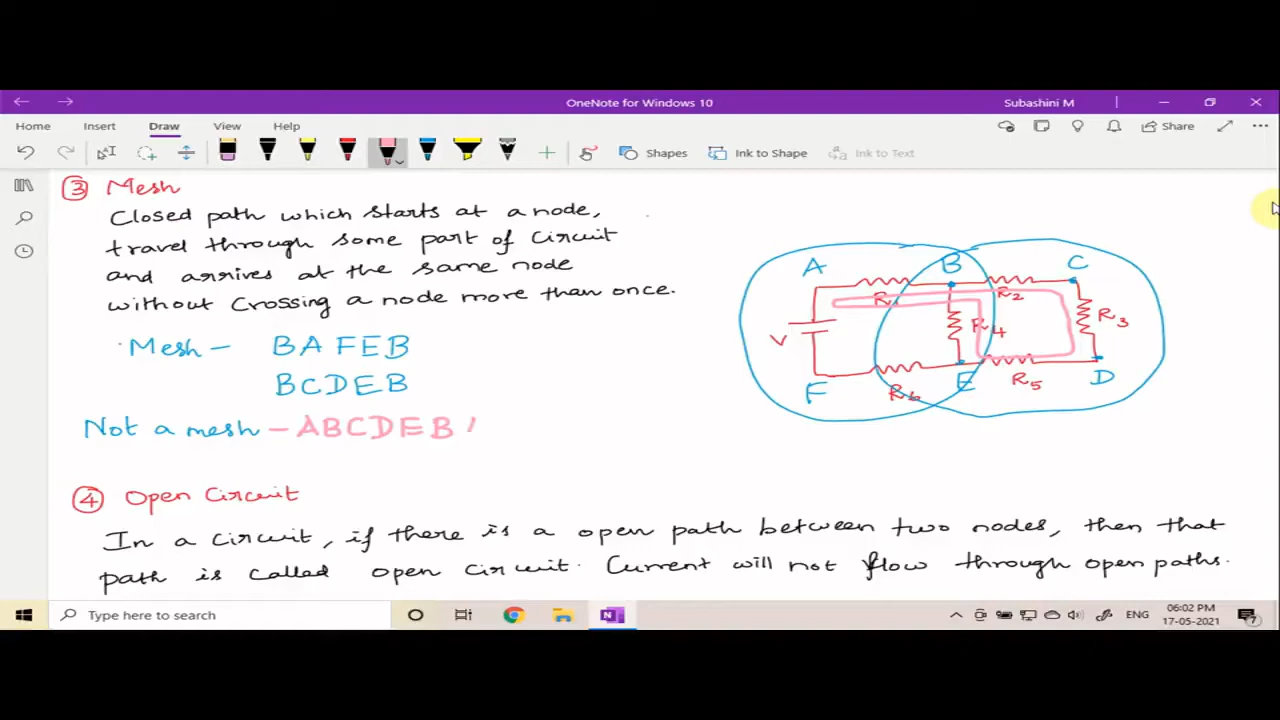 OneNote for Windows 10
Subashini M
Home Insert Draw View Help
Share
Shapes Ink to Shape Ink to Text
③ Mesh
Closed path which starts at a node,
travel through some part of circuit
and arrives at the same node
without crossing a node more than once.
Mesh - BAFEB
BCDEB
Not a mesh - ABCDEB
A B C
R2
V R4 R3
F R6 E R5 D
④ Open Circuit
In a circuit, if there is a open path between two nodes, then that
path is called open circuit. Current will not flow through open paths.
Type here to search
ENG
06:02 PM
17-05-2021
7